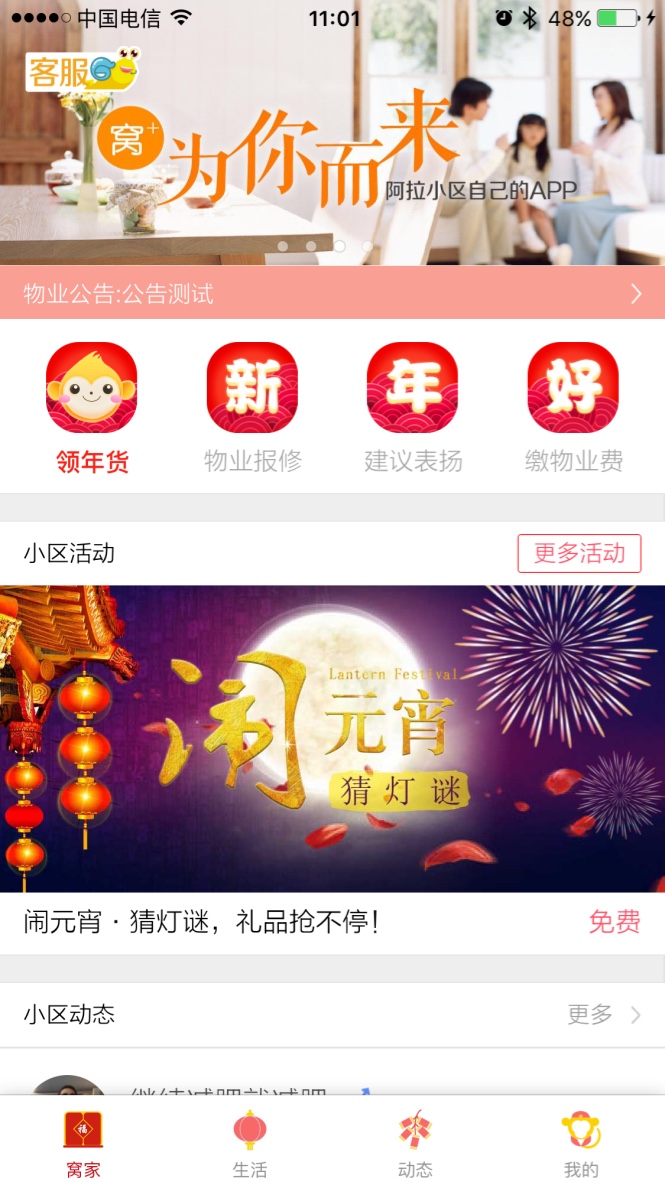 中国电信
11:01
48%
客服
窝+
为你而来
阿拉小区自己的APP
物业公告:公告测试
新
年
好
领年货
物业报修
建议表扬
缴物业费
小区活动
更多活动
Lantern Festival
闹
元宵
猜灯谜
闹元宵·猜灯谜，礼品抢不停！
免费
小区动态
更多
福
窝家
生活
动态
我的